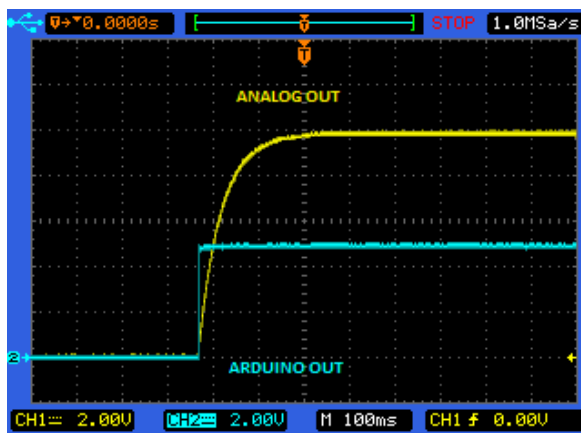 T→▼0.0000s [ T ] STOP 1.0MSa/s
T
ANALOG OUT
2
ARDUINO OUT
CH1 2.00V CH2 2.00V M 100ms CH1 0.00V